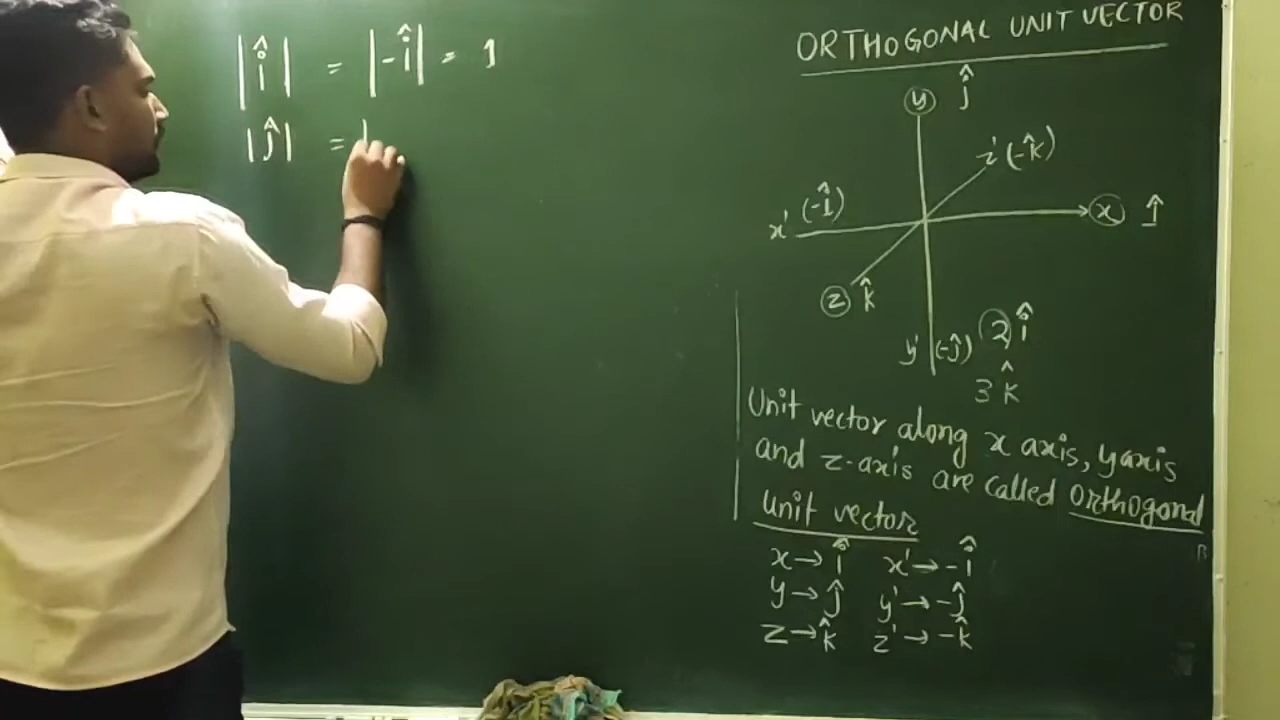 |î| = |-î| = 1
|ĵ| = |
ORTHOGONAL UNIT VECTOR
y ĵ
z' (-k̂)
x' (-î)
x î
z k̂
y' (-ĵ)
2 î
3 k̂
Unit vector along x axis, y axis
and z-axis are called orthogonal
unit vector
x → î x' → -î
y → ĵ y' → -ĵ
z → k̂ z' → -k̂